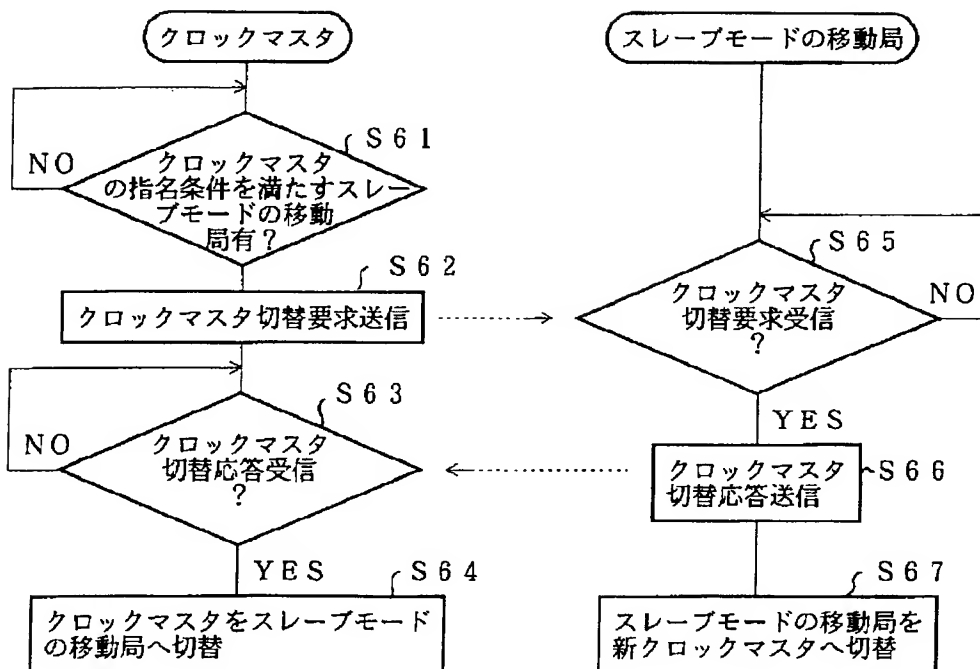 クロックマスタ
スレーブモードの移動局
S61
NO
クロックマスタ
の指名条件を満たすスレー
ブモードの移動
局有?
S62
クロックマスタ切替要求送信
S65
クロックマスタ
切替要求受信
?
NO
S63
NO
クロックマスタ
切替応答受信
?
YES
クロックマスタ
切替応答送信
S66
YES
S64
クロックマスタをスレーブモード
の移動局へ切替
S67
スレーブモードの移動局を
新クロックマスタへ切替